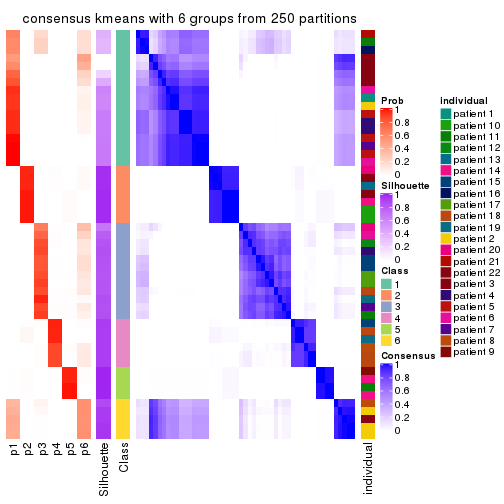 consensus kmeans with 6 groups from 250 partitions
Prob
1
0.8
0.6
0.4
0.2
0
Silhouette
1
0.8
0.6
0.4
0.2
0
Class
1
2
3
4
5
6
Consensus
1
0.8
0.6
0.4
0.2
0
individual
patient 1
patient 10
patient 11
patient 12
patient 13
patient 14
patient 15
patient 16
patient 17
patient 18
patient 19
patient 2
patient 20
patient 21
patient 22
patient 3
patient 4
patient 5
patient 6
patient 7
patient 8
patient 9
p1
p2
p3
p4
p5
p6
Silhouette
Class
individual